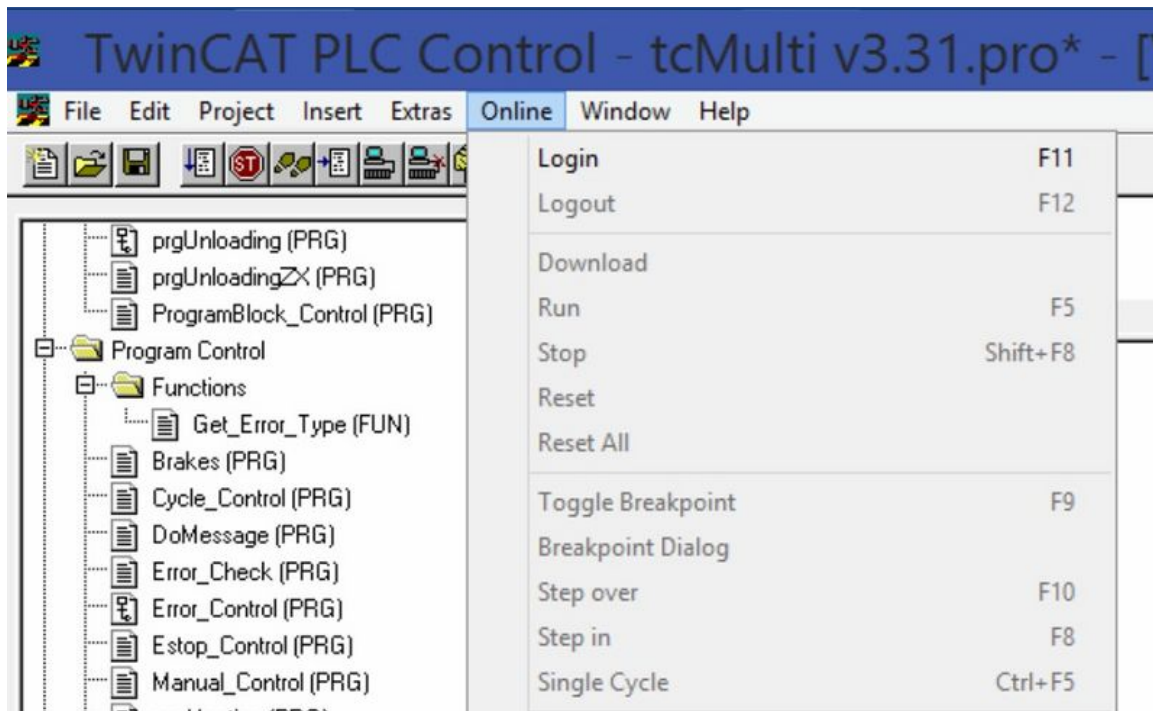 TwinCAT PLC Control - tcMulti v3.31.pro* - [
File Edit Project Insert Extras Online Window Help
ST
prgUnloading (PRG)
prgUnloadingZX (PRG)
ProgramBlock_Control (PRG)
Program Control
Functions
Get_Error_Type (FUN)
Brakes (PRG)
Cycle_Control (PRG)
DoMessage (PRG)
Error_Check (PRG)
Error_Control (PRG)
Estop_Control (PRG)
Manual_Control (PRG)
Login F11
Logout F12
Download
Run F5
Stop Shift+F8
Reset
Reset All
Toggle Breakpoint F9
Breakpoint Dialog
Step over F10
Step in F8
Single Cycle Ctrl+F5